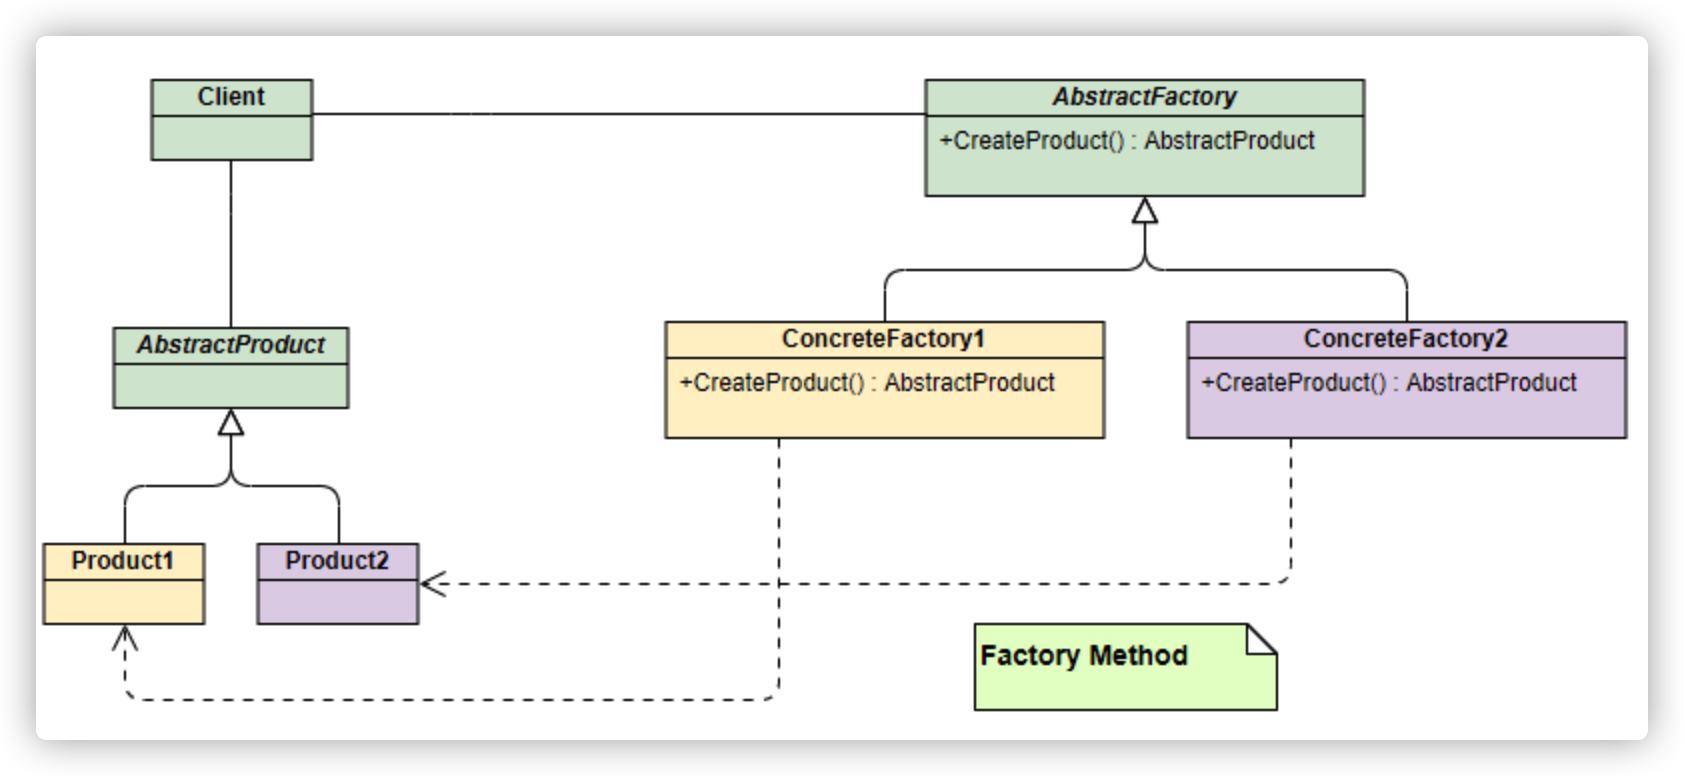 Client
AbstractFactory
+CreateProduct() : AbstractProduct
AbstractProduct
ConcreteFactory1
+CreateProduct() : AbstractProduct
ConcreteFactory2
+CreateProduct() : AbstractProduct
Product1
Product2
Factory Method